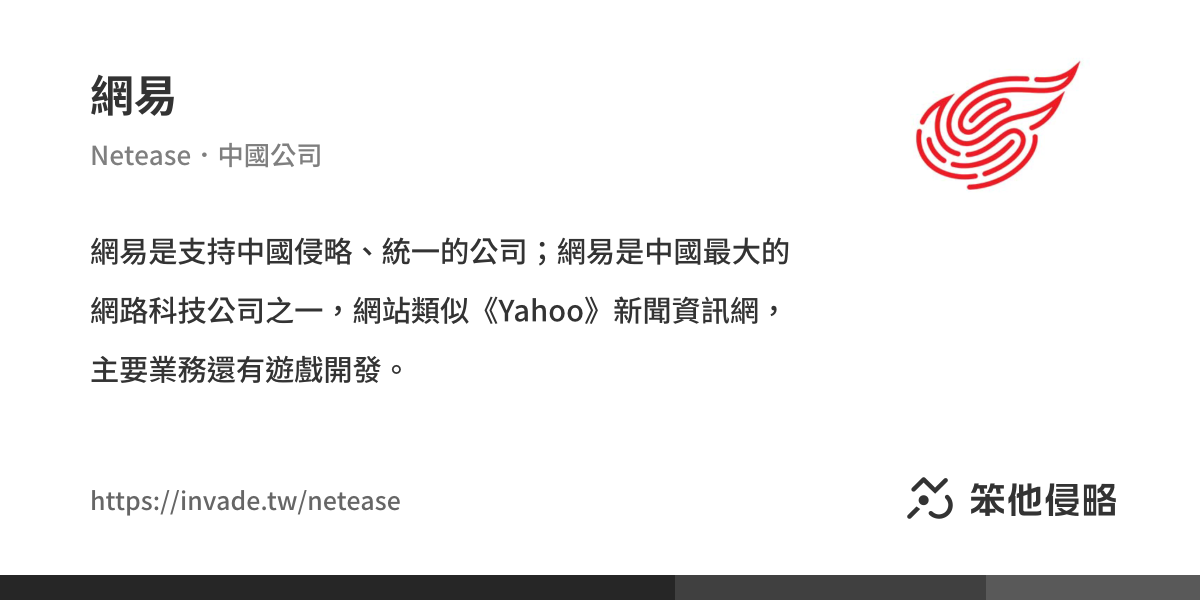 網易
Netease・中國公司
網易是支持中國侵略、統一的公司；網易是中國最大的
網路科技公司之一，網站類似《Yahoo》新聞資訊網，
主要業務還有遊戲開發。
https://invade.tw/netease
笨他侵略